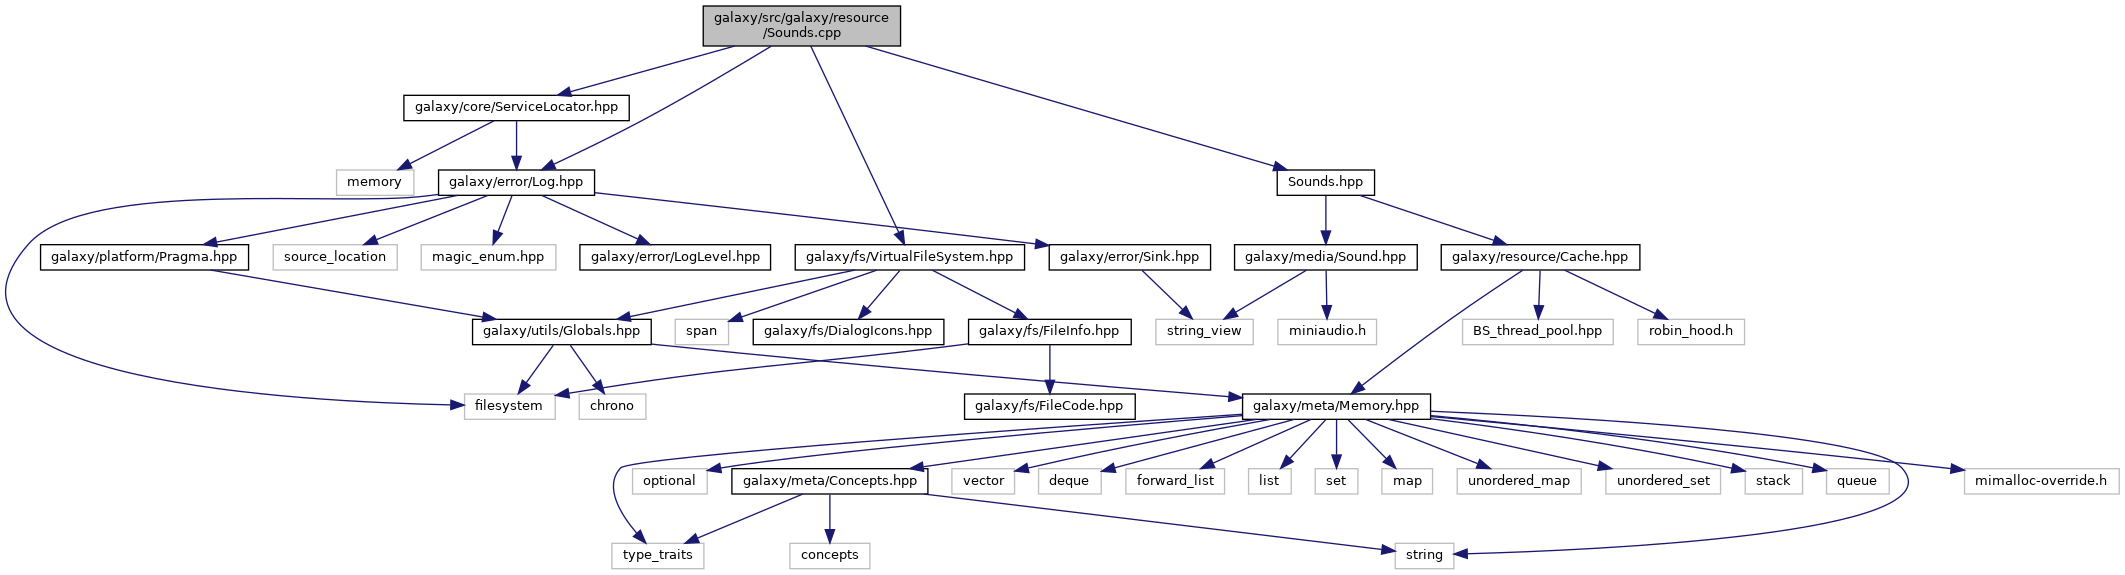 galaxy/src/galaxy/resource
/Sounds.cpp
galaxy/core/ServiceLocator.hpp
memory
galaxy/error/Log.hpp
Sounds.hpp
galaxy/platform/Pragma.hpp
source_location
magic_enum.hpp
galaxy/error/LogLevel.hpp
galaxy/fs/VirtualFileSystem.hpp
galaxy/error/Sink.hpp
galaxy/media/Sound.hpp
galaxy/resource/Cache.hpp
galaxy/utils/Globals.hpp
span
galaxy/fs/DialogIcons.hpp
galaxy/fs/FileInfo.hpp
string_view
miniaudio.h
BS_thread_pool.hpp
robin_hood.h
filesystem
chrono
galaxy/fs/FileCode.hpp
galaxy/meta/Memory.hpp
optional
galaxy/meta/Concepts.hpp
vector
deque
forward_list
list
set
map
unordered_map
unordered_set
stack
queue
mimalloc-override.h
type_traits
concepts
string